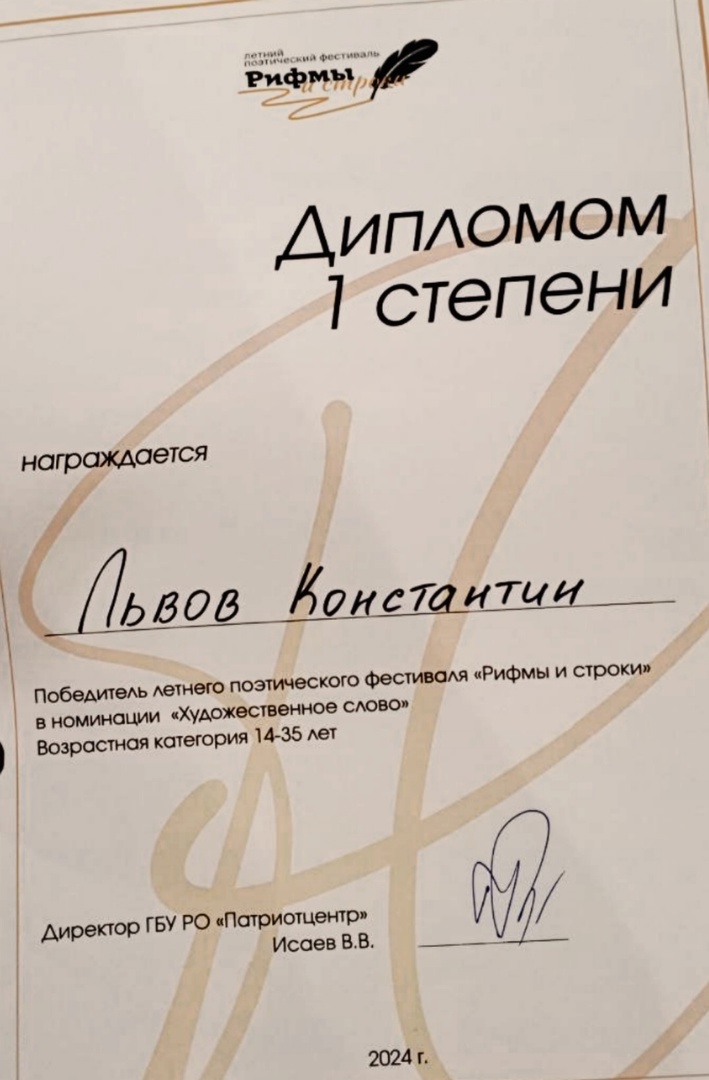 летний
поэтический фестиваль
Рифмы
и строки
Дипломом
1 степени
награждается
Львов Константин
Победитель летнего поэтического фестиваля «Рифмы и строки»
в номинации «Художественное слово»
Возрастная категория 14-35 лет
Директор ГБУ РО «Патриотцентр»
Исаев В.В.
2024 г.